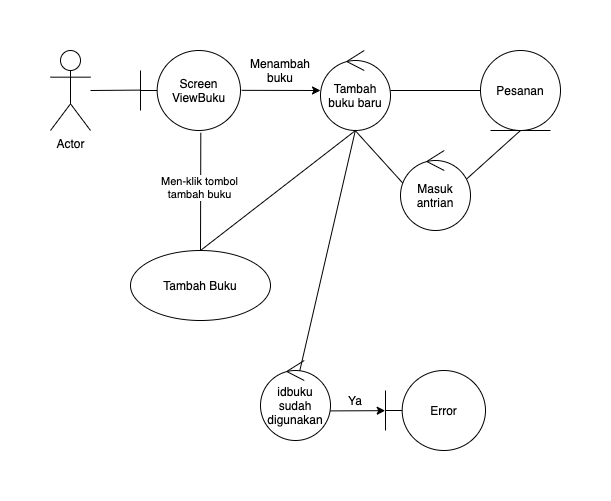 Menambah
buku
Screen
ViewBuku
Tambah
buku baru
Pesanan
Actor
Men-klik tombol
tambah buku
Masuk
antrian
Tambah Buku
idbuku
sudah
digunakan
Ya
Error